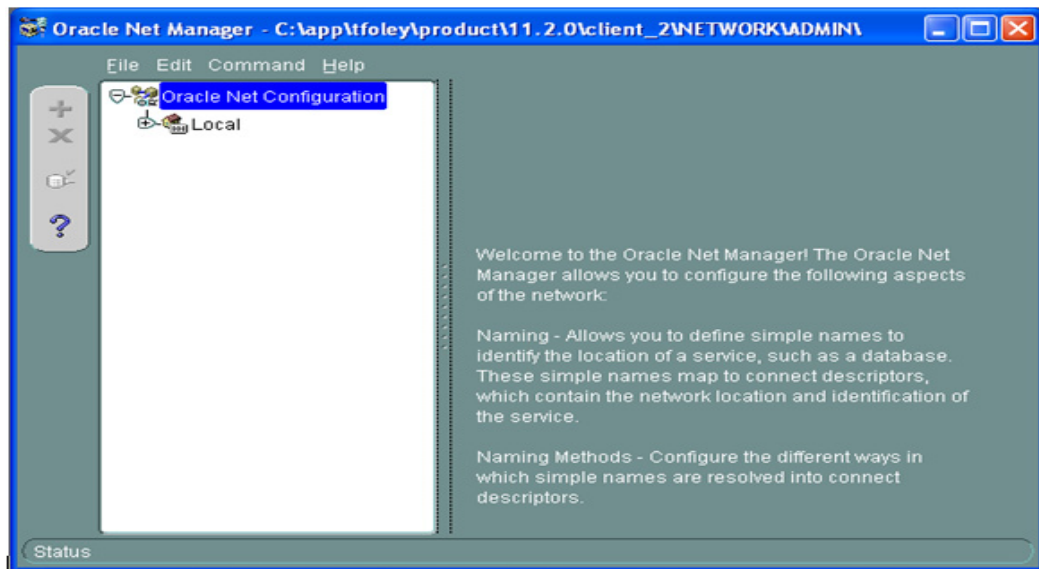 Oracle Net Manager - C:\app\tfoley\product\11.2.0\client_2\NETWORK\ADMIN\
File Edit Command Help
Oracle Net Configuration
Local
Welcome to the Oracle Net Manager! The Oracle Net
Manager allows you to configure the following aspects
of the network:
Naming - Allows you to define simple names to
identify the location of a service, such as a database.
These simple names map to connect descriptors,
which contain the network location and identification of
the service.
Naming Methods - Configure the different ways in
which simple names are resolved into connect
descriptors.
Status